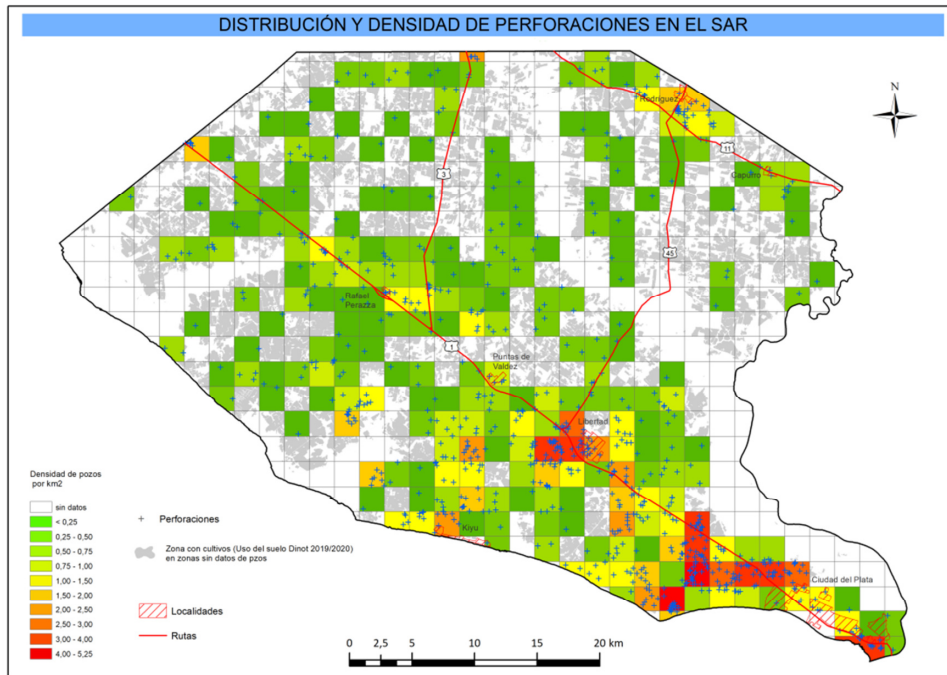 DISTRIBUCIÓN Y DENSIDAD DE PERFORACIONES EN EL SAR
N
Rodriguez
11
Capurro
3
45
Rafael
Perazza
1
Puntas de
Valdez
Libertad
Kiyu
Ciudad del Plata
Densidad de pozos
por km2
sin datos
< 0,25
0,25 - 0,50
0,50 - 0,75
0,75 - 1,00
1,00 - 1,50
1,50 - 2,00
2,00 - 2,50
2,50 - 3,00
3,00 - 4,00
4,00 - 5,25
Perforaciones
Zona con cultivos (Uso del suelo Dinot 2019/2020)
en zonas sin datos de pzos
Localidades
Rutas
0 2,5 5 10 15 20 km